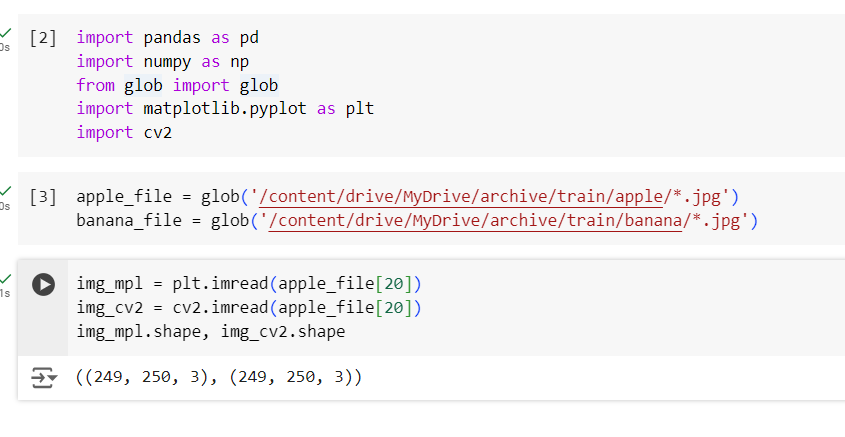 [2] import pandas as pd
0s
import numpy as np
from glob import glob
import matplotlib.pyplot as plt
import cv2
[3] apple_file = glob('/content/drive/MyDrive/archive/train/apple/*.jpg')
0s banana_file = glob('/content/drive/MyDrive/archive/train/banana/*.jpg')
img_mpl = plt.imread(apple_file[20])
1s img_cv2 = cv2.imread(apple_file[20])
img_mpl.shape, img_cv2.shape
((249, 250, 3), (249, 250, 3))